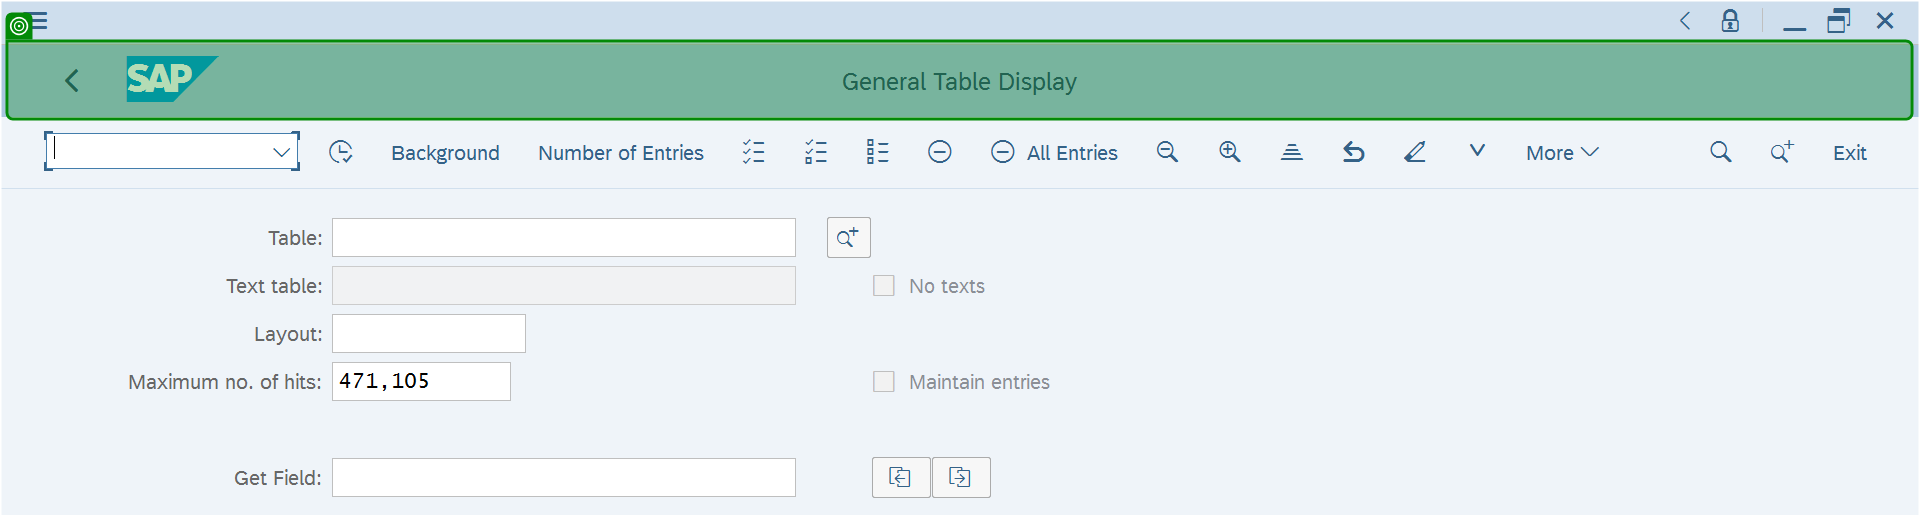 SAP
General Table Display
Background Number of Entries All Entries More Exit
Table:
Text table: No texts
Layout:
Maximum no. of hits: 471,105 Maintain entries
Get Field: